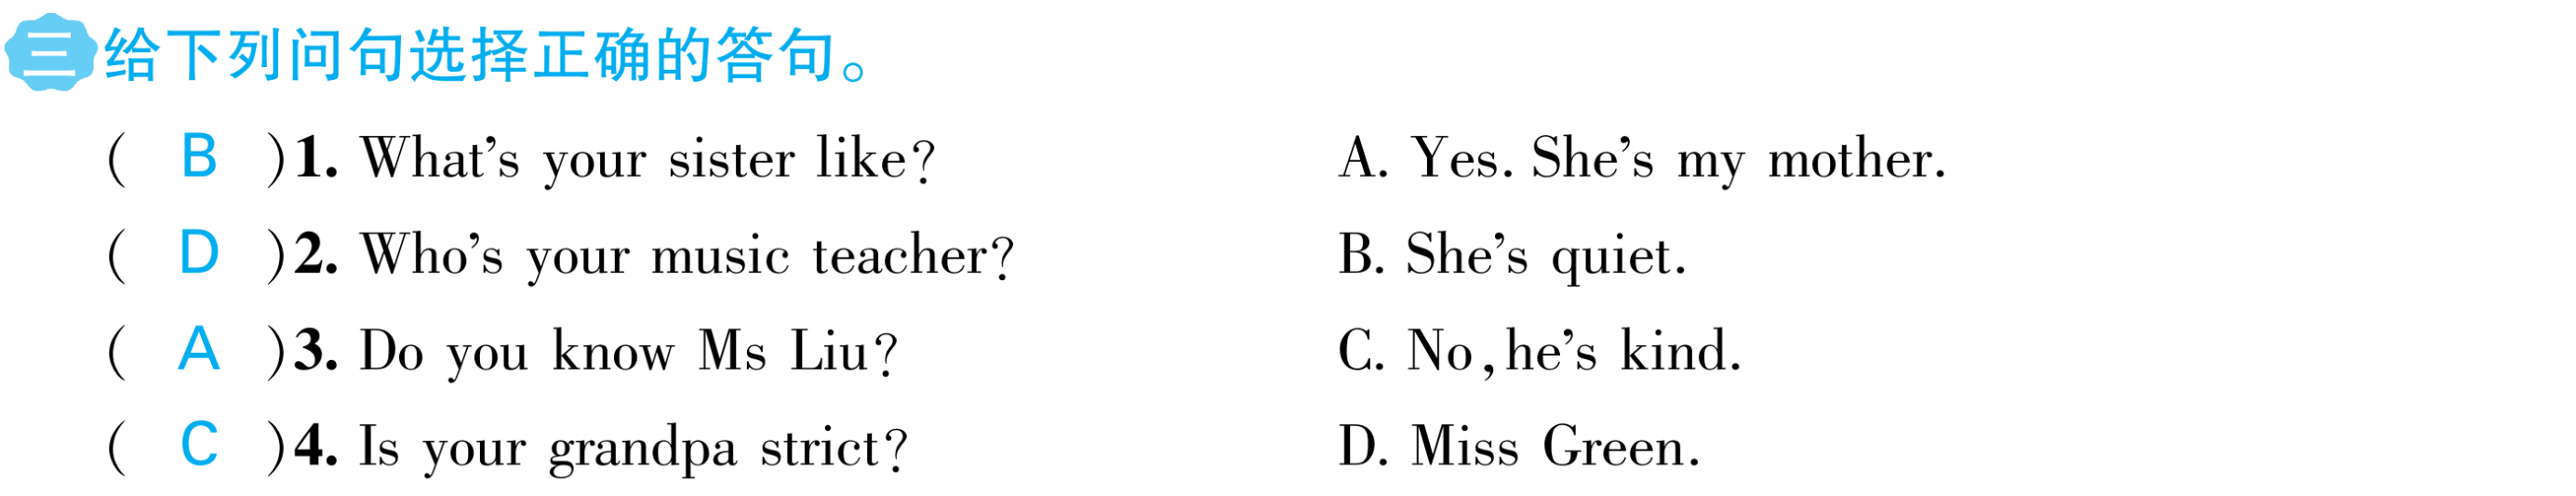 三 给下列问句选择正确的答句。
( B )1. What's your sister like? A. Yes. She's my mother.
( D )2. Who's your music teacher? B. She's quiet.
( A )3. Do you know Ms Liu? C. No,he's kind.
( C )4. Is your grandpa strict? D. Miss Green.